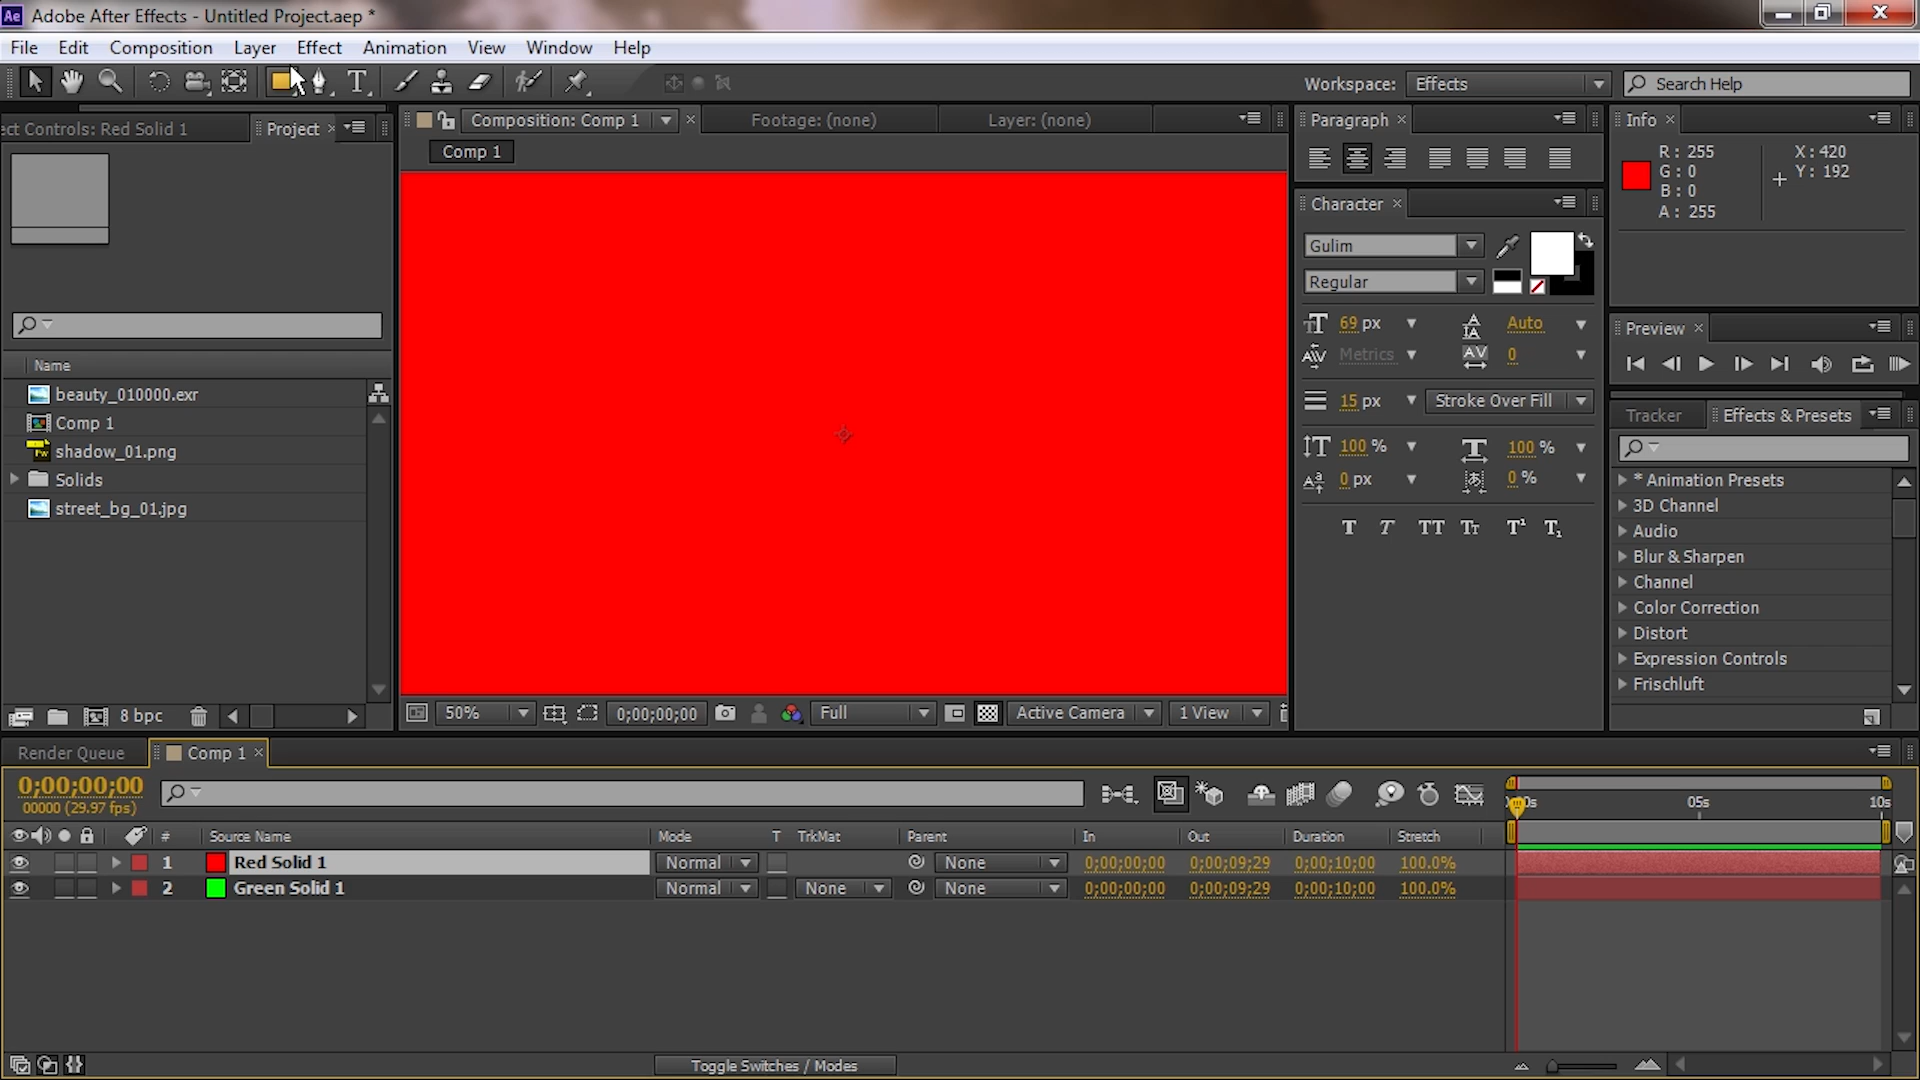 Ae Adobe After Effects - Untitled Project.aep *
File Edit Composition Layer Effect Animation View Window Help
T Workspace: Effects Search Help
ect Controls: Red Solid 1 Project × Composition: Comp 1 × Footage: (none) Layer: (none) Paragraph × Info ×
Comp 1
R: 255 X: 420
G: 0 Y: 192
B: 0
A: 255
Character ×
Gulim
Regular
69 px Auto
Metrics 0
15 px Stroke Over Fill
100 % 100 %
0 px 0 %
T T TT Tt T¹ T₁
Preview ×
Tracker Effects & Presets
* Animation Presets
3D Channel
Audio
Blur & Sharpen
Channel
Color Correction
Distort
Expression Controls
Frischluft
Name
beauty_010000.exr
Comp 1
shadow_01.png
Solids
street_bg_01.jpg
8 bpc
50% 0;00;00;00 Full Active Camera 1 View
Render Queue Comp 1 ×
0;00;00;00
00000 (29.97 fps)
05s 10s
# Source Name Mode T TrkMat Parent In Out Duration Stretch
1 Red Solid 1 Normal None 0;00;00;00 0;00;09;29 0;00;10;00 100.0%
2 Green Solid 1 Normal None None 0;00;00;00 0;00;09;29 0;00;10;00 100.0%
Toggle Switches / Modes